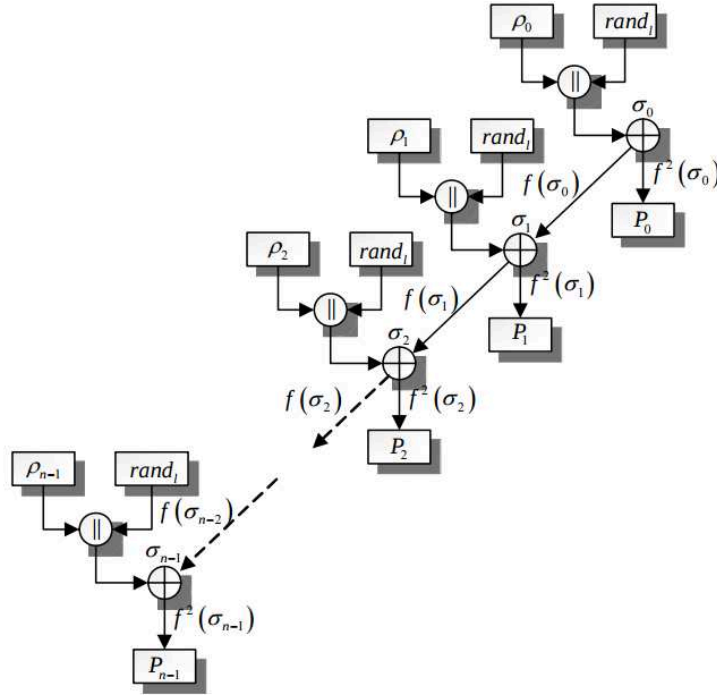 ρ₀ rand_l
||
σ₀
ρ₁ rand_l
f(σ₀) f²(σ₀)
||
P₀
σ₁
ρ₂ rand_l
f(σ₁) f²(σ₁)
||
P₁
σ₂
f(σ₂) f²(σ₂)
P₂
ρₙ₋₁ rand_l
f(σₙ₋₂)
||
σₙ₋₁
f²(σₙ₋₁)
Pₙ₋₁